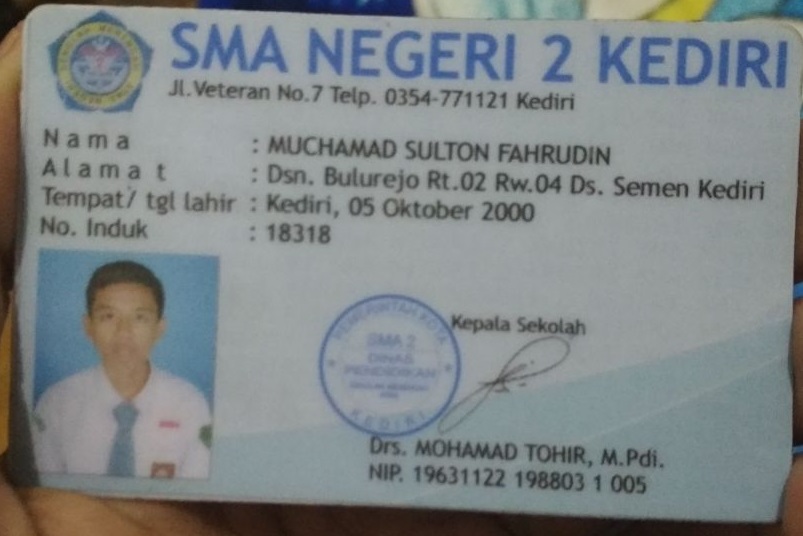 SMA NEGERI 2 KEDIRI
Jl.Veteran No.7 Telp. 0354-771121 Kediri
Nama : MUCHAMAD SULTON FAHRUDIN
Alamat : Dsn. Bulurejo Rt.02 Rw.04 Ds. Semen Kediri
Tempat/ tgl lahir : Kediri, 05 Oktober 2000
No. Induk : 18318
PEMERINTAH KOTA
SMA 2
DINAS
PENDIDIKAN
KEDIRI
Kepala Sekolah
Drs. MOHAMAD TOHIR, M.Pdi.
NIP. 19631122 198803 1 005